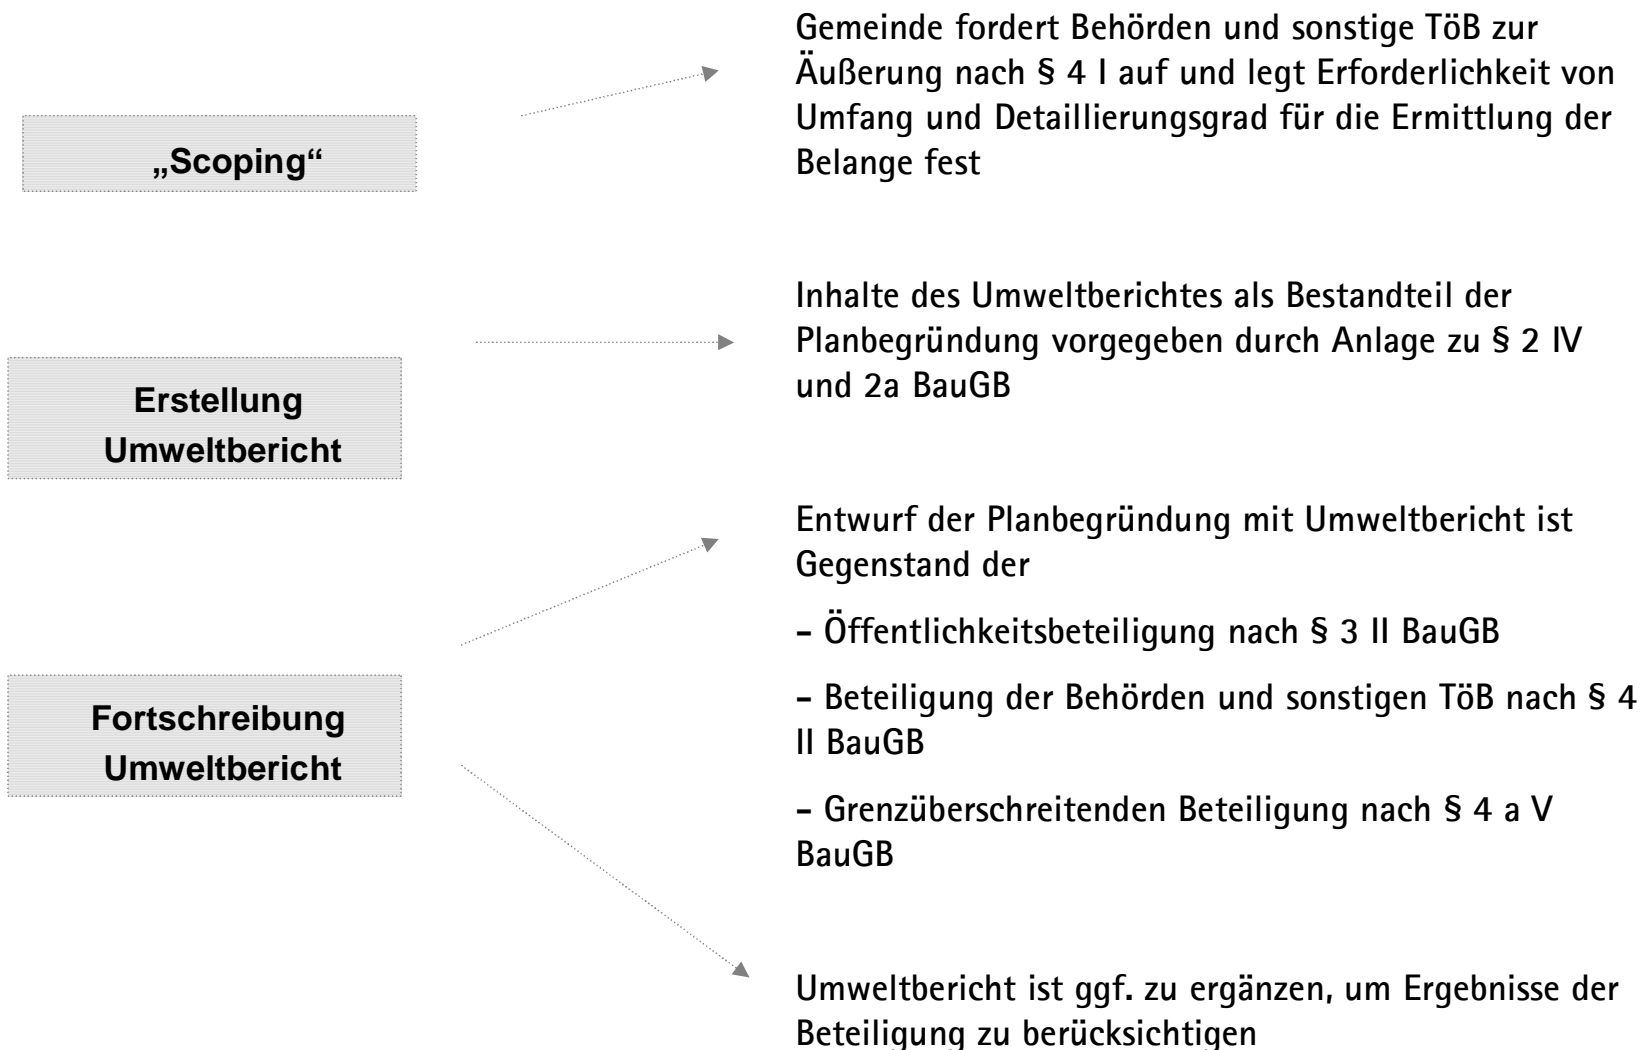 Gemeinde fordert Behörden und sonstige TöB zur
Äußerung nach § 4 I auf und legt Erforderlichkeit von
Umfang und Detaillierungsgrad für die Ermittlung der
Belange fest
„Scoping“
Inhalte des Umweltberichtes als Bestandteil der
Planbegründung vorgegeben durch Anlage zu § 2 IV
und 2a BauGB
Erstellung
Umweltbericht
Entwurf der Planbegründung mit Umweltbericht ist
Gegenstand der
- Öffentlichkeitsbeteiligung nach § 3 II BauGB
- Beteiligung der Behörden und sonstigen TöB nach § 4
II BauGB
- Grenzüberschreitenden Beteiligung nach § 4 a V
BauGB
Fortschreibung
Umweltbericht
Umweltbericht ist ggf. zu ergänzen, um Ergebnisse der
Beteiligung zu berücksichtigen